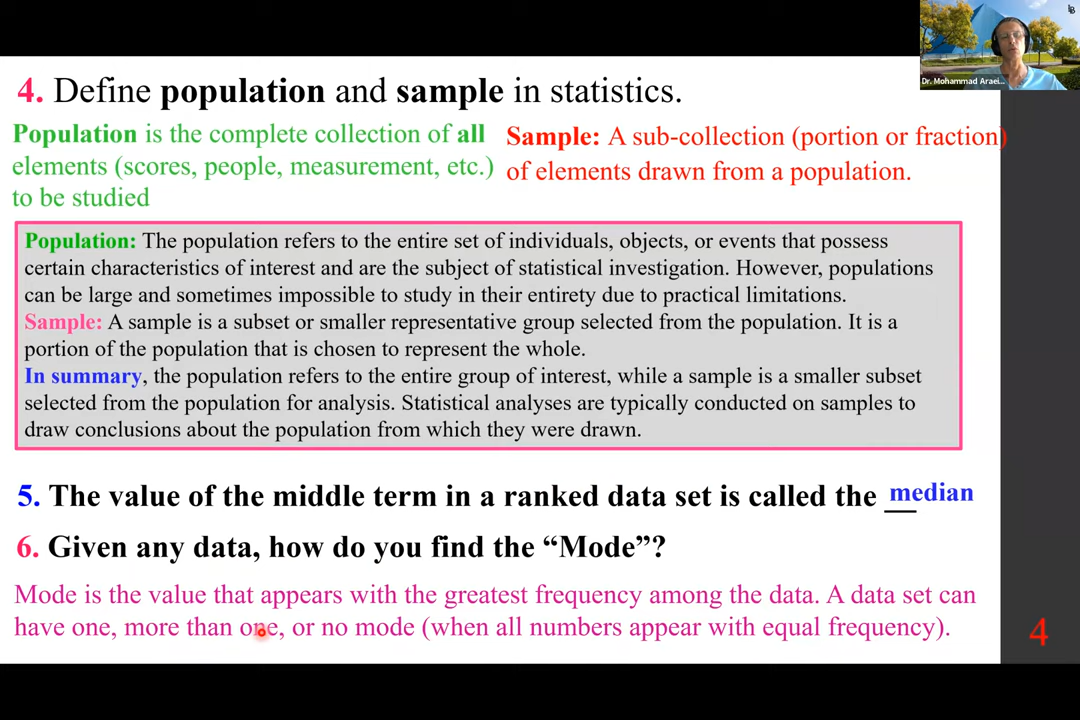 LB
Dr. Mohammad Araei...
4. Define population and sample in statistics.
Population is the complete collection of all
elements (scores, people, measurement, etc.)
to be studied
Sample: A sub-collection (portion or fraction)
of elements drawn from a population.
Population: The population refers to the entire set of individuals, objects, or events that possess
certain characteristics of interest and are the subject of statistical investigation. However, populations
can be large and sometimes impossible to study in their entirety due to practical limitations.
Sample: A sample is a subset or smaller representative group selected from the population. It is a
portion of the population that is chosen to represent the whole.
In summary, the population refers to the entire group of interest, while a sample is a smaller subset
selected from the population for analysis. Statistical analyses are typically conducted on samples to
draw conclusions about the population from which they were drawn.
5. The value of the middle term in a ranked data set is called the median
6. Given any data, how do you find the “Mode”?
Mode is the value that appears with the greatest frequency among the data. A data set can
have one, more than one, or no mode (when all numbers appear with equal frequency).
4